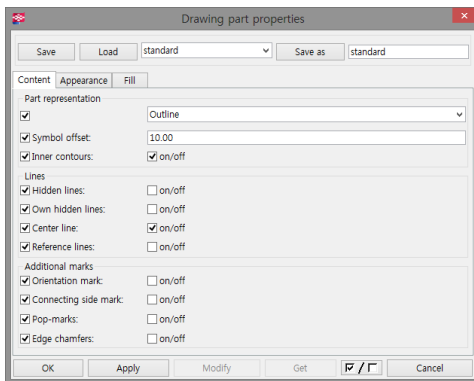 Drawing part properties
Save Load standard Save as standard
Content Appearance Fill
Part representation
Outline
Symbol offset: 10.00
Inner contours: on/off
Lines
Hidden lines: on/off
Own hidden lines: on/off
Center line: on/off
Reference lines: on/off
Additional marks
Orientation mark: on/off
Connecting side mark: on/off
Pop-marks: on/off
Edge chamfers: on/off
OK Apply Modify Get / Cancel